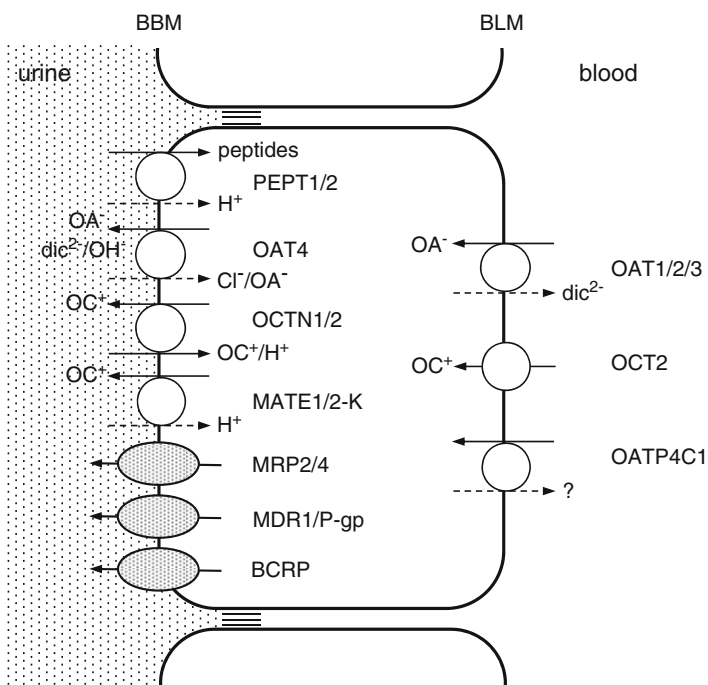 BBM BLM
urine blood
peptides
PEPT1/2
H⁺
OA⁻
dic²⁻/OH⁻
OAT4
Cl⁻/OA⁻
OC⁺
OCTN1/2
OC⁺/H⁺
OC⁺
MATE1/2-K
H⁺
MRP2/4
MDR1/P-gp
BCRP
OA⁻
OAT1/2/3
dic²⁻
OC⁺
OCT2
OATP4C1
?